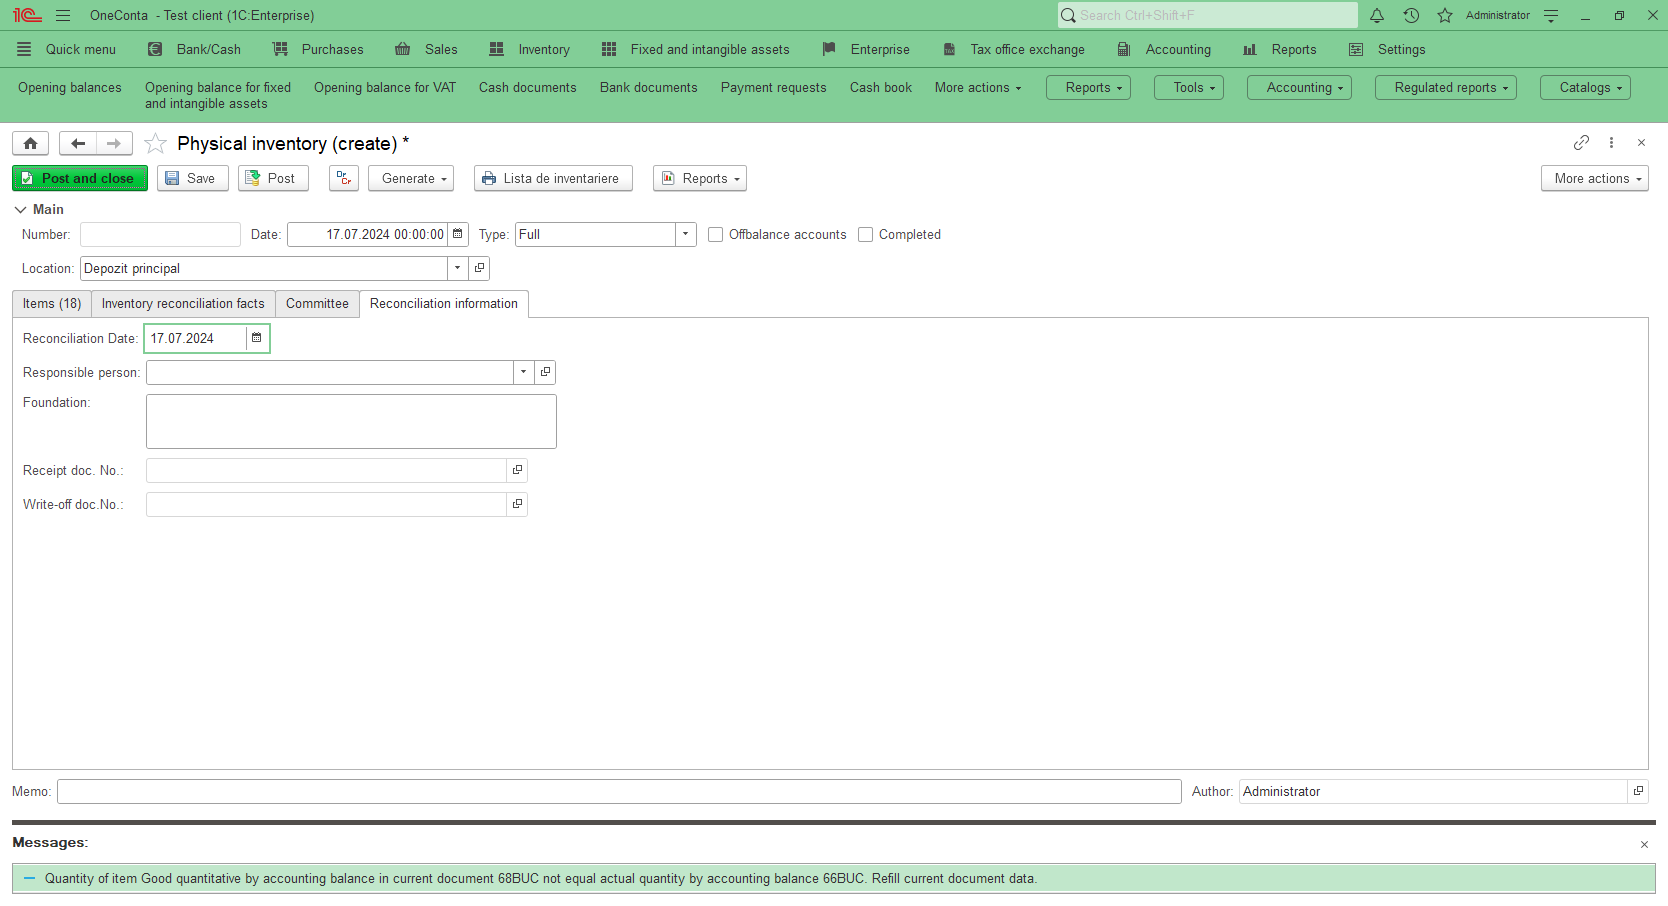 1C OneConta - Test client (1C:Enterprise) Search Ctrl+Shift+F Administrator
Quick menu Bank/Cash Purchases Sales Inventory Fixed and intangible assets Enterprise Tax office exchange Accounting Reports Settings
Opening balances Opening balance for fixed and intangible assets Opening balance for VAT Cash documents Bank documents Payment requests Cash book More actions Reports Tools Accounting Regulated reports Catalogs
Physical inventory (create) *
Post and close Save Post Dr Cr Generate Lista de inventariere Reports More actions
Main
Number: Date: 17.07.2024 00:00:00 Type: Full Offbalance accounts Completed
Location: Depozit principal
Items (18) Inventory reconciliation facts Committee Reconciliation information
Reconciliation Date: 17.07.2024
Responsible person:
Foundation:
Receipt doc. No.:
Write-off doc.No.:
Memo: Author: Administrator
Messages:
Quantity of item Good quantitative by accounting balance in current document 68BUC not equal actual quantity by accounting balance 66BUC. Refill current document data.